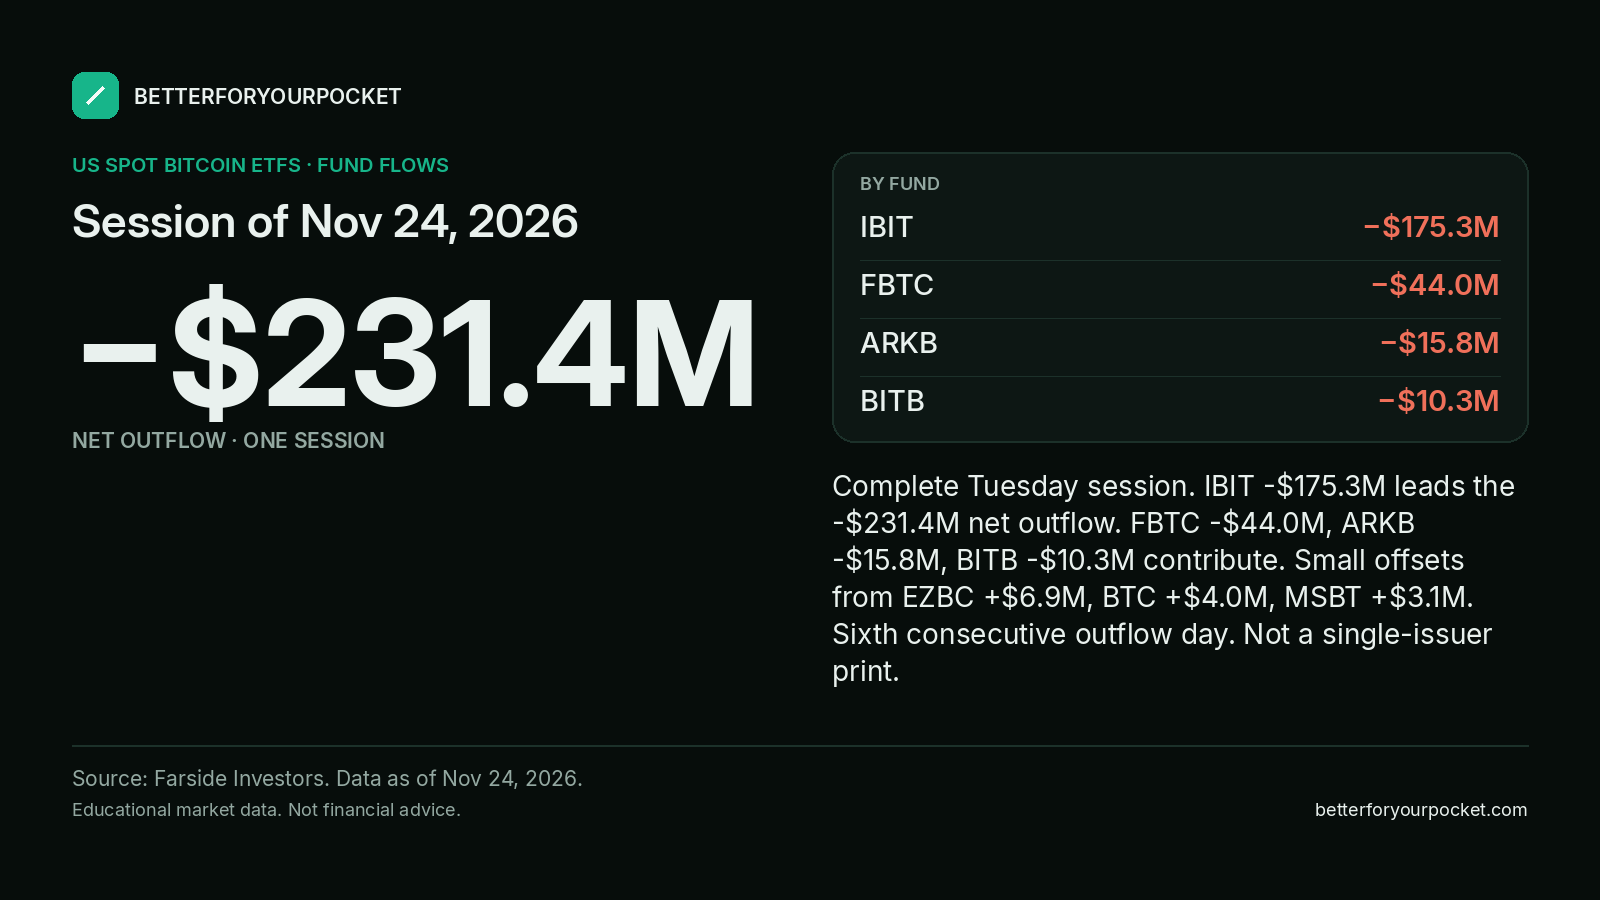 BETTERFORYOURPOCKET
US SPOT BITCOIN ETFS · FUND FLOWS
Session of Nov 24, 2026
−$231.4M
NET OUTFLOW · ONE SESSION
BY FUND
IBIT −$175.3M
FBTC −$44.0M
ARKB −$15.8M
BITB −$10.3M
Complete Tuesday session. IBIT -$175.3M leads the
-$231.4M net outflow. FBTC -$44.0M, ARKB
-$15.8M, BITB -$10.3M contribute. Small offsets
from EZBC +$6.9M, BTC +$4.0M, MSBT +$3.1M.
Sixth consecutive outflow day. Not a single-issuer
print.
Source: Farside Investors. Data as of Nov 24, 2026.
Educational market data. Not financial advice.
betterforyourpocket.com